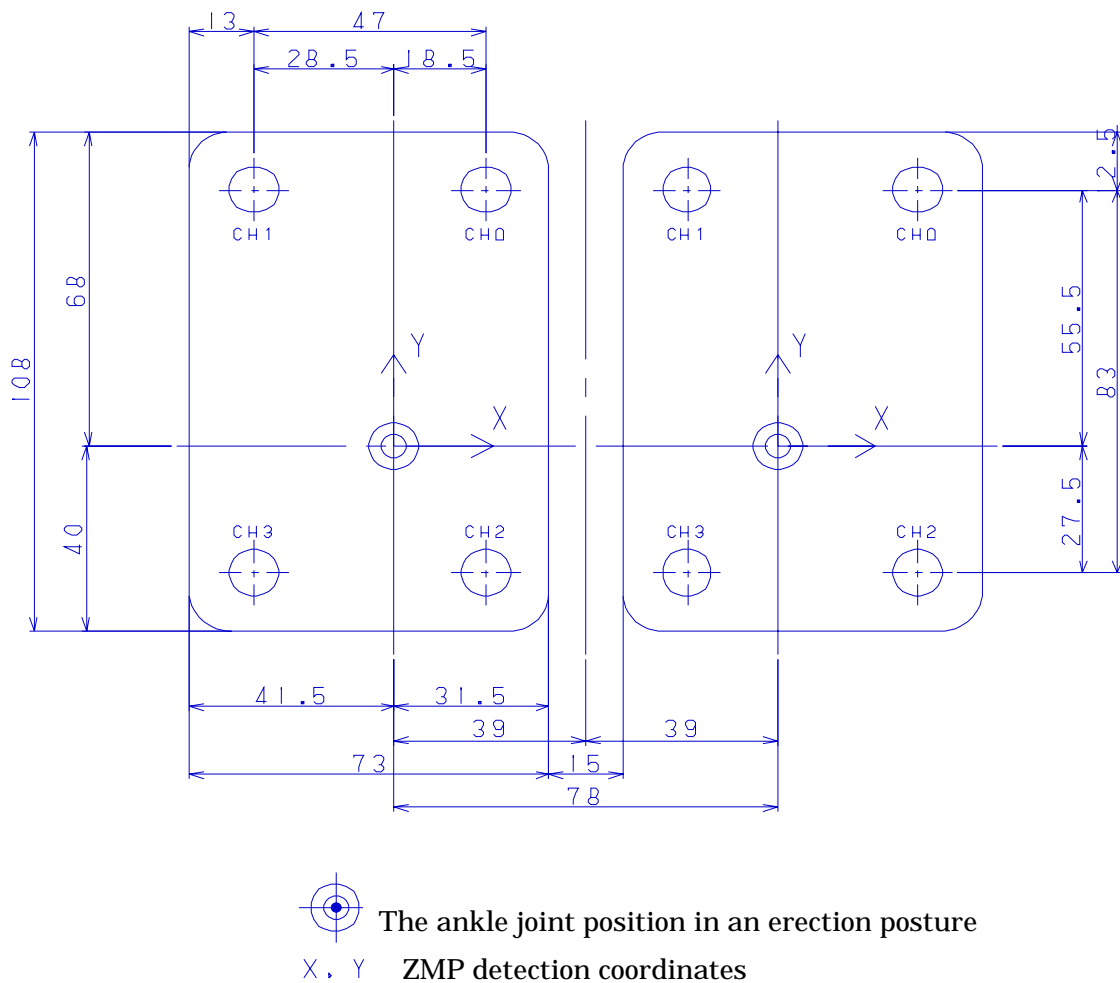 13 47
28.5 18.5
2.5
CH1 CH0 CH1 CH0
68
55.5
108
83
Y Y
X X
27.5
40
CH3 CH2 CH3 CH2
41.5 31.5
39 39
73 15
78
The ankle joint position in an erection posture
X, Y ZMP detection coordinates